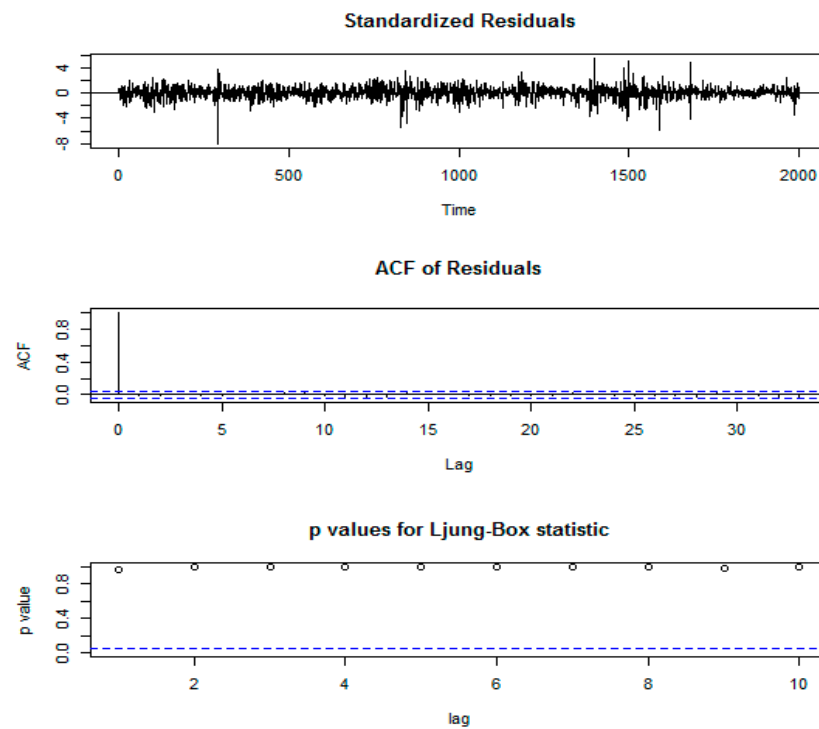 Standardized Residuals
4
0
-4
-8
0 500 1000 1500 2000
Time
ACF of Residuals
ACF
0.8
0.4
0.0
0 5 10 15 20 25 30
Lag
p values for Ljung-Box statistic
p value
0.8
0.4
0.0
2 4 6 8 10
lag